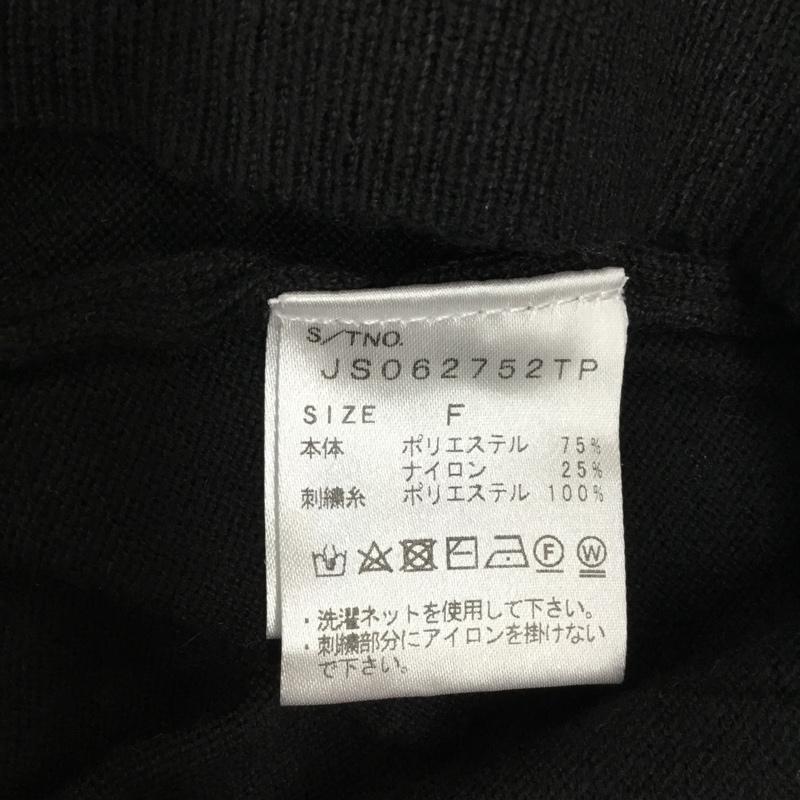 S/TNO.
JS062752TP
SIZE F
本体 ポリエステル 75%
ナイロン 25%
刺繍糸 ポリエステル 100%
F W
・洗濯ネットを使用して下さい。
・刺繍部分にアイロンを掛けない
で下さい。